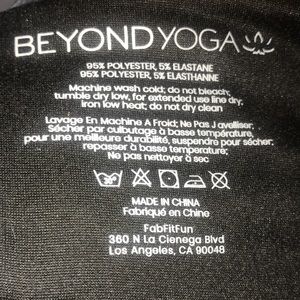 BEYOND YOGA
95% POLYESTER, 5% ELASTANE
95% POLYESTER, 5% ELASTHANNE
Machine wash cold; do not bleach;
tumble dry low, for extended use line dry;
iron low heat; do not dry clean
Lavage En Machine A Froid; Ne Pas Javalliser;
Sécher par culbutage à basse température,
pour une meilleure durabilité, suspendre pour sécher;
repasser à basse temperature;
Ne pas nettoyer à sec
MADE IN CHINA
Fabriqué en Chine
FabFitFun
360 N La Cienega Blvd
Los Angeles, CA 90048